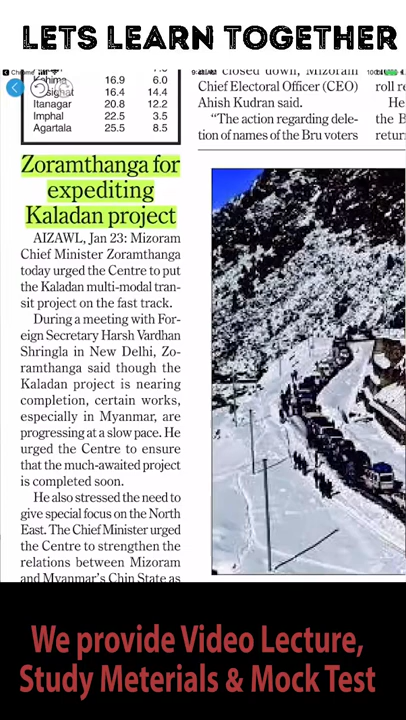 LETS LEARN TOGETHER
Chrome
Kohima 16.9 6.0
16.4 14.4
Itanagar 20.8 12.2
Imphal 22.5 3.5
Agartala 25.5 8.5
Zoramthanga for
expediting
Kaladan project
AIZAWL, Jan 23: Mizoram
Chief Minister Zoramthanga
today urged the Centre to put
the Kaladan multi-modal tran-
sit project on the fast track.
During a meeting with For-
eign Secretary Harsh Vardhan
Shringla in New Delhi, Zo-
ramthanga said though the
Kaladan project is nearing
completion, certain works,
especially in Myanmar, are
progressing at a slow pace. He
urged the Centre to ensure
that the much-awaited project
is completed soon.
He also stressed the need to
give special focus on the North
East. The Chief Minister urged
the Centre to strengthen the
relations between Mizoram
and Myanmar's Chin State as
closed down, Mizoram
Chief Electoral Officer (CEO)
Ahish Kudran said.
"The action regarding dele-
tion of names of the Bru voters
roll re
He
the B
retur
We provide Video Lecture,
Study Meterials & Mock Test